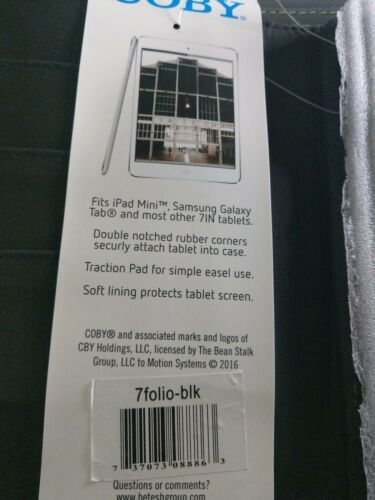 COBY®
Fits iPad Mini™, Samsung Galaxy
Tab® and most other 7IN tablets.
Double notched rubber corners
securly attach tablet into case.
Traction Pad for simple easel use.
Soft lining protects tablet screen.
COBY® and associated marks and logos of
CBY Holdings, LLC, licensed by The Bean Stalk
Group, LLC to Motion Systems © 2016
7folio-blk
7 37073 08886 3
Questions or comments?
www.beteshgroup.com